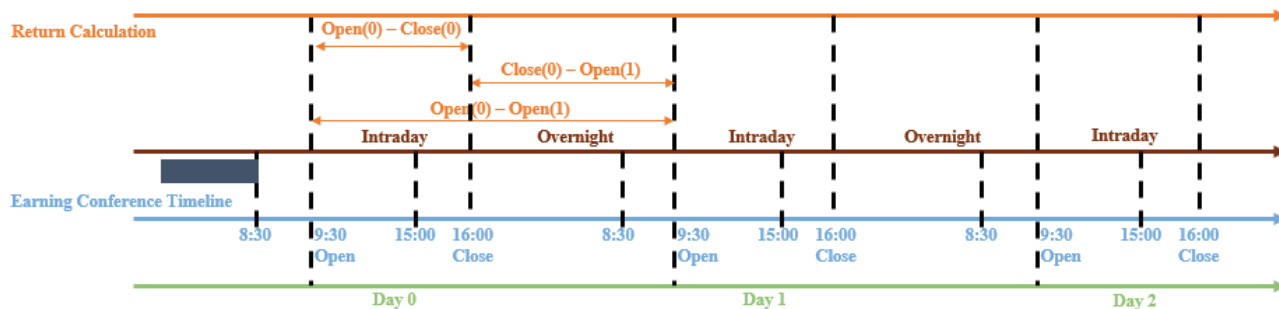 Return Calculation
Open(0) – Close(0)
Close(0) – Open(1)
Open(0) – Open(1)
Intraday Overnight Intraday Overnight Intraday
Earning Conference Timeline
8:30 9:30 15:00 16:00 8:30 9:30 15:00 16:00 8:30 9:30 15:00 16:00
Open Close Open Close Open Close
Day 0 Day 1 Day 2